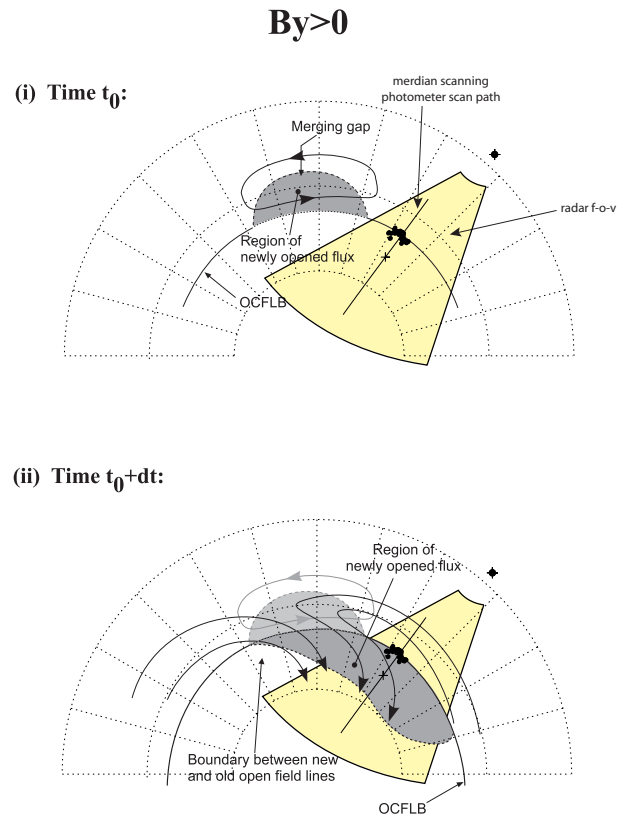 By>0
(i) Time t0:
merdian scanning
photometer scan path
Merging gap
radar f-o-v
Region of
newly opened flux
OCFLB
(ii) Time t0+dt:
Region of
newly opened flux
Boundary between new
and old open field lines
OCFLB